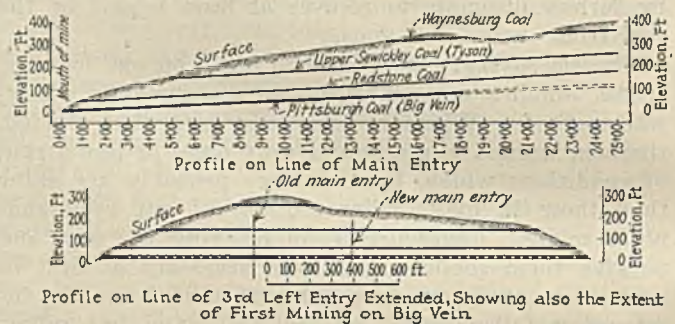 Waynesburg Coal
400
300
200
100
0
Elevation, Ft
Mouth of mine
Surface
Upper Sewickley Coal (Tyson)
Redstone Coal
Pittsburgh Coal (Big Vein)
400
300
200
100
0
Elevation, Ft
0+00
1+00
2+00
3+00
4+00
5+00
6+00
7+00
8+00
9+00
10+00
11+00
12+00
13+00
14+00
15+00
16+00
17+00
18+00
19+00
20+00
21+00
22+00
23+00
24+00
25+00
Profile on Line of Main Entry
Old main entry
New main entry
300
200
100
0
Elevation, Ft
Surface
300
200
100
0
Elevation, Ft
0 100 200 300 400 500 600 ft.
Profile on Line of 3rd Left Entry Extended, Showing also the Extent
of First Mining on Big Vein